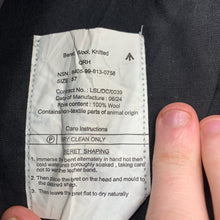 Beret, Wool, Knitted
QRH
NSN: 8405-99-813-0758
Contract No.: LSL/DC/0039
Date of Manufacture : 06/24
Fibre content : 100% Wool
Contains non-textile parts of animal origin
Care Instructions
P DRY CLEAN ONLY
BERET SHAPING
1. Immerse beret alternately in hand hot then
cold water until thoroughly soaked, taking care
not to wet the leather band.
2. Then place the beret on the head and mould to
the desired shape.
3. Then leave the beret flat to dry naturally